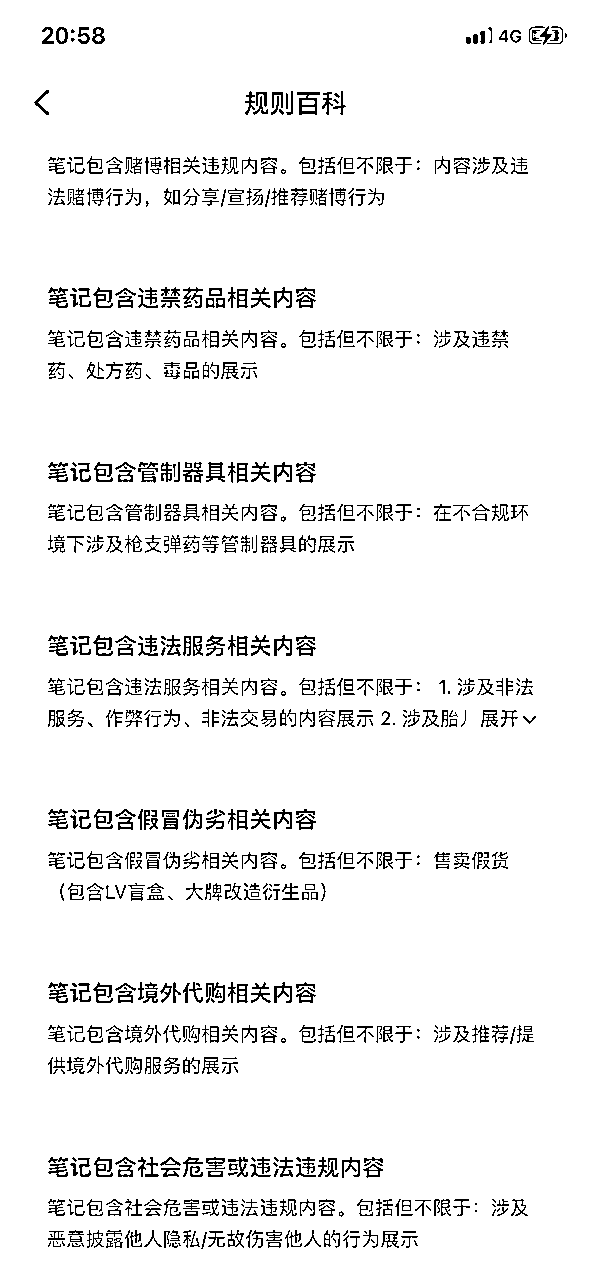 20:58
4G
规则百科
笔记包含赌博相关违规内容。包括但不限于：内容涉及违
法赌博行为，如分享/宣扬/推荐赌博行为
笔记包含违禁药品相关内容
笔记包含违禁药品相关内容。包括但不限于：涉及违禁
药、处方药、毒品的展示
笔记包含管制器具相关内容
笔记包含管制器具相关内容。包括但不限于：在不合规环
境下涉及枪支弹药等管制器具的展示
笔记包含违法服务相关内容
笔记包含违法服务相关内容。包括但不限于： 1. 涉及非法
服务、作弊行为、非法交易的内容展示 2. 涉及胎 展开
笔记包含假冒伪劣相关内容
笔记包含假冒伪劣相关内容。包括但不限于：售卖假货
（包含LV盲盒、大牌改造衍生品）
笔记包含境外代购相关内容
笔记包含境外代购相关内容。包括但不限于：涉及推荐/提
供境外代购服务的展示
笔记包含社会危害或违法违规内容
笔记包含社会危害或违法违规内容。包括但不限于：涉及
恶意披露他人隐私/无故伤害他人的行为展示